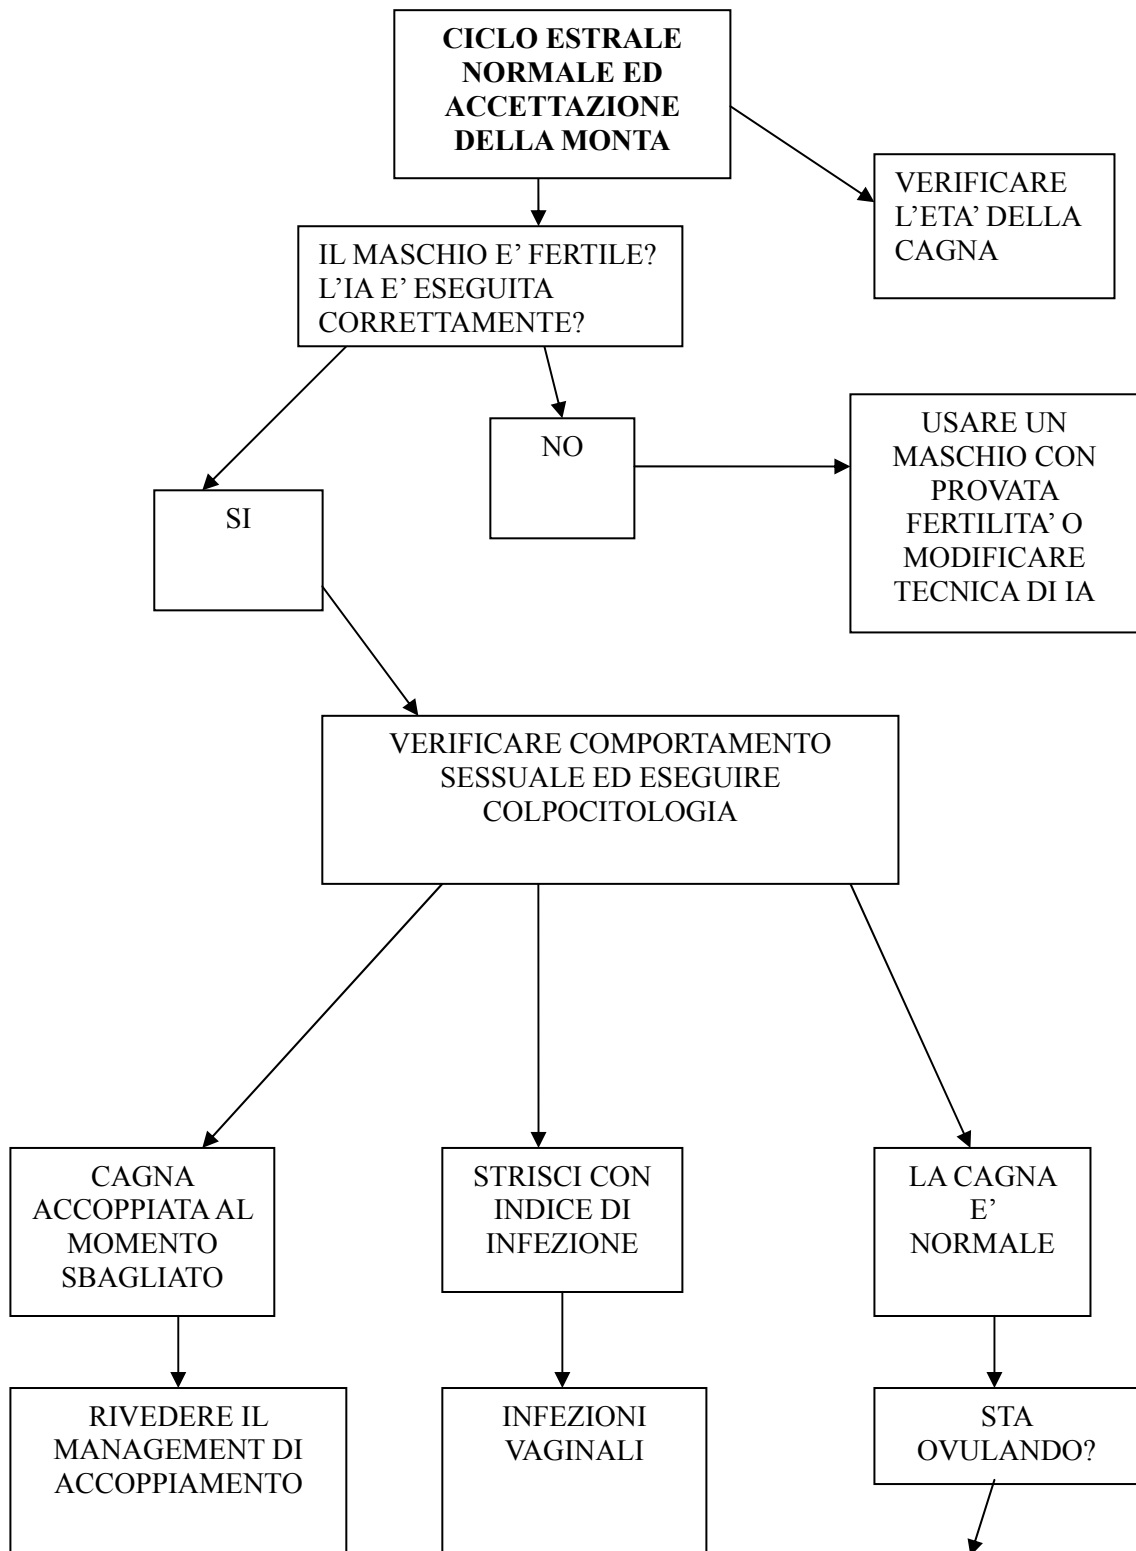 CICLO ESTRALE
NORMALE ED
ACCETTAZIONE
DELLA MONTA
VERIFICARE
L’ETA’ DELLA
CAGNA
IL MASCHIO E’ FERTILE?
L’IA E’ ESEGUITA
CORRETTAMENTE?
USARE UN
MASCHIO CON
PROVATA
FERTILITA’ O
MODIFICARE
TECNICA DI IA
NO
SI
VERIFICARE COMPORTAMENTO
SESSUALE ED ESEGUIRE
COLPOCITOLOGIA
CAGNA
ACCOPPIATA AL
MOMENTO
SBAGLIATO
STRISCI CON
INDICE DI
INFEZIONE
LA CAGNA
E’
NORMALE
RIVEDERE IL
MANAGEMENT DI
ACCOPPIAMENTO
INFEZIONI
VAGINALI
STA
OVULANDO?